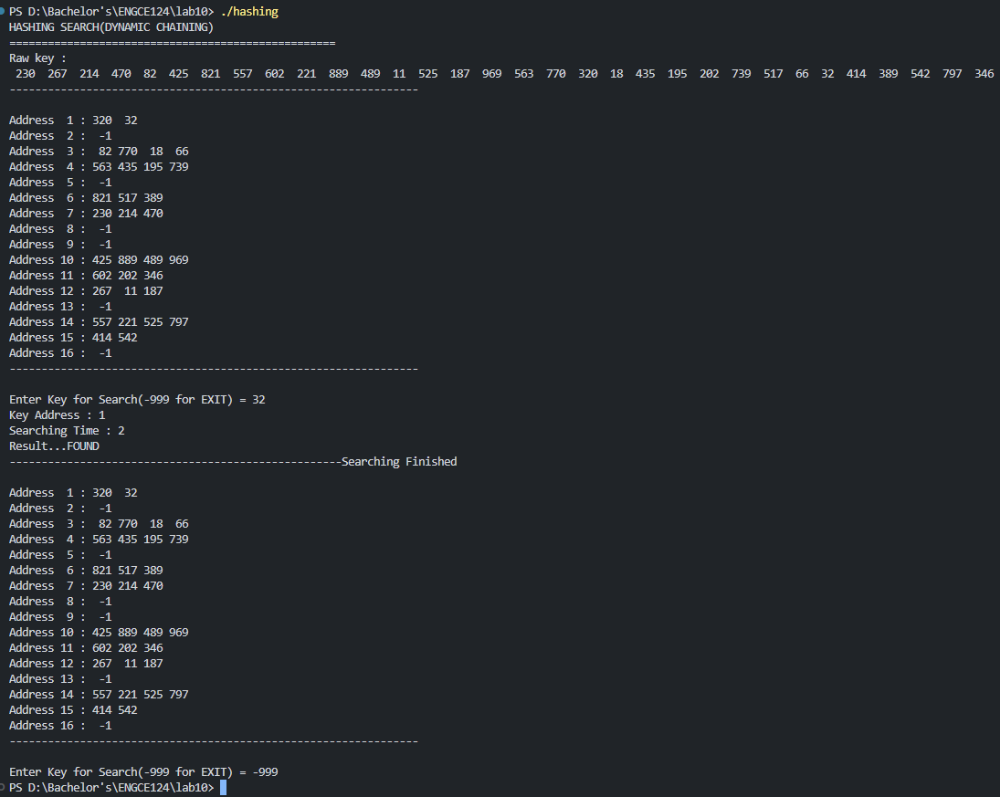 PS D:\Bachelor's\ENGCE124\lab10> ./hashing
HASHING SEARCH(DYNAMIC CHAINING)
===================================================
Raw key :
230 267 214 470 82 425 821 557 602 221 889 489 11 525 187 969 563 770 320 18 435 195 202 739 517 66 32 414 389 542 797 346
----------------------------------------------------------------
Address  1 : 320  32
Address  2 :  -1
Address  3 :  82 770  18  66
Address  4 : 563 435 195 739
Address  5 :  -1
Address  6 : 821 517 389
Address  7 : 230 214 470
Address  8 :  -1
Address  9 :  -1
Address 10 : 425 889 489 969
Address 11 : 602 202 346
Address 12 : 267  11 187
Address 13 :  -1
Address 14 : 557 221 525 797
Address 15 : 414 542
Address 16 :  -1
----------------------------------------------------------------
Enter Key for Search(-999 for EXIT) = 32
Key Address : 1
Searching Time : 2
Result...FOUND
----------------------------------------------------Searching Finished
Address  1 : 320  32
Address  2 :  -1
Address  3 :  82 770  18  66
Address  4 : 563 435 195 739
Address  5 :  -1
Address  6 : 821 517 389
Address  7 : 230 214 470
Address  8 :  -1
Address  9 :  -1
Address 10 : 425 889 489 969
Address 11 : 602 202 346
Address 12 : 267  11 187
Address 13 :  -1
Address 14 : 557 221 525 797
Address 15 : 414 542
Address 16 :  -1
----------------------------------------------------------------
Enter Key for Search(-999 for EXIT) = -999
PS D:\Bachelor's\ENGCE124\lab10>